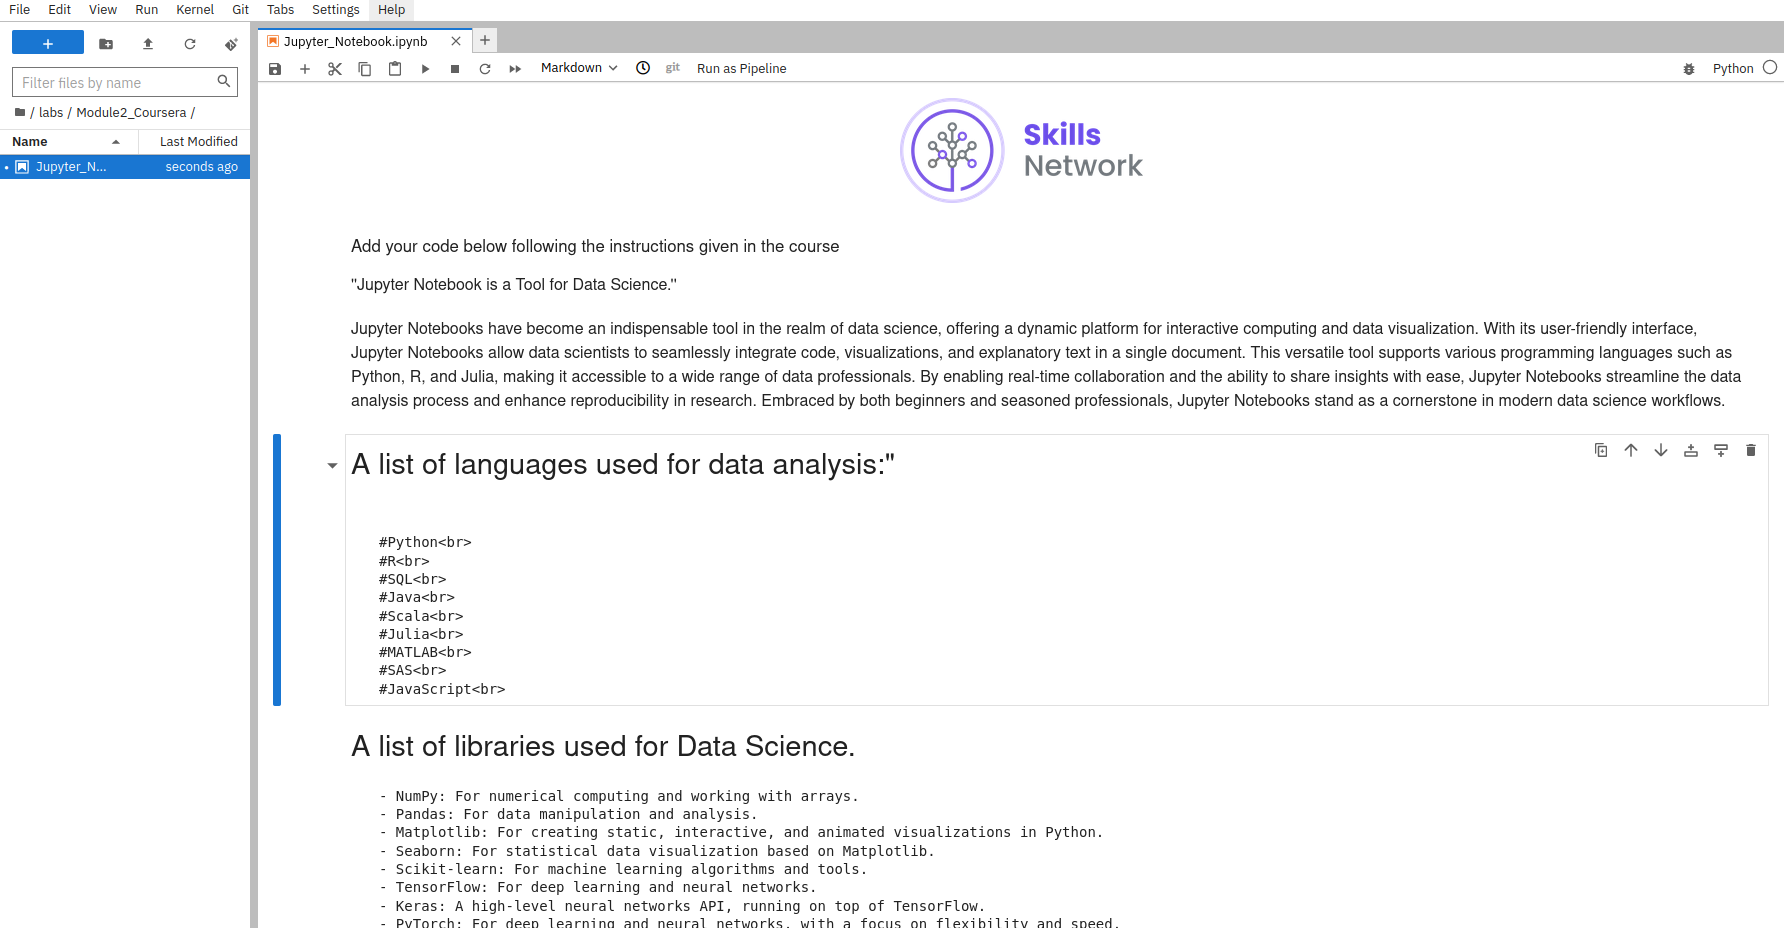 File Edit View Run Kernel Git Tabs Settings Help
+
Filter files by name
/ labs / Module2_Coursera /
Name Last Modified
Jupyter_N... seconds ago
Jupyter_Notebook.ipynb
Markdown git Run as Pipeline Python
Skills
Network
Add your code below following the instructions given in the course
"Jupyter Notebook is a Tool for Data Science."
Jupyter Notebooks have become an indispensable tool in the realm of data science, offering a dynamic platform for interactive computing and data visualization. With its user-friendly interface,
Jupyter Notebooks allow data scientists to seamlessly integrate code, visualizations, and explanatory text in a single document. This versatile tool supports various programming languages such as
Python, R, and Julia, making it accessible to a wide range of data professionals. By enabling real-time collaboration and the ability to share insights with ease, Jupyter Notebooks streamline the data
analysis process and enhance reproducibility in research. Embraced by both beginners and seasoned professionals, Jupyter Notebooks stand as a cornerstone in modern data science workflows.
A list of languages used for data analysis:"
#Python<br>
#R<br>
#SQL<br>
#Java<br>
#Scala<br>
#Julia<br>
#MATLAB<br>
#SAS<br>
#JavaScript<br>
A list of libraries used for Data Science.
- NumPy: For numerical computing and working with arrays.
- Pandas: For data manipulation and analysis.
- Matplotlib: For creating static, interactive, and animated visualizations in Python.
- Seaborn: For statistical data visualization based on Matplotlib.
- Scikit-learn: For machine learning algorithms and tools.
- TensorFlow: For deep learning and neural networks.
- Keras: A high-level neural networks API, running on top of TensorFlow.
- PyTorch: For deep learning and neural networks, with a focus on flexibility and speed.